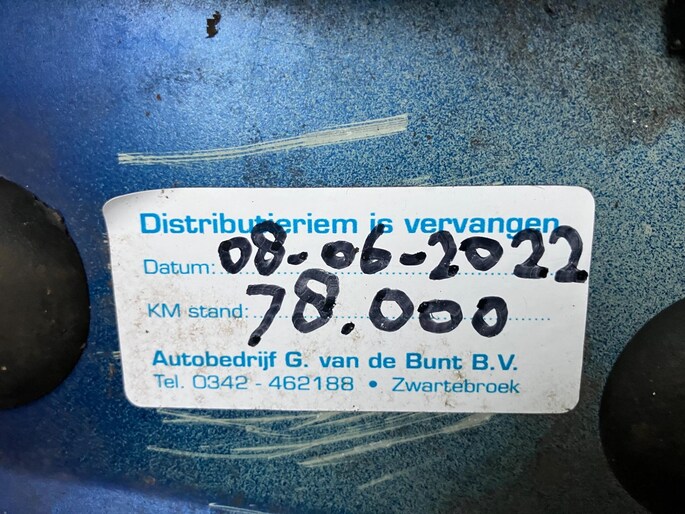 Distributieriem is vervangen
Datum: 08-06-2022
KM stand: 78.000
Autobedrijf G. van de Bunt B.V.
Tel. 0342 - 462188 • Zwartebroek